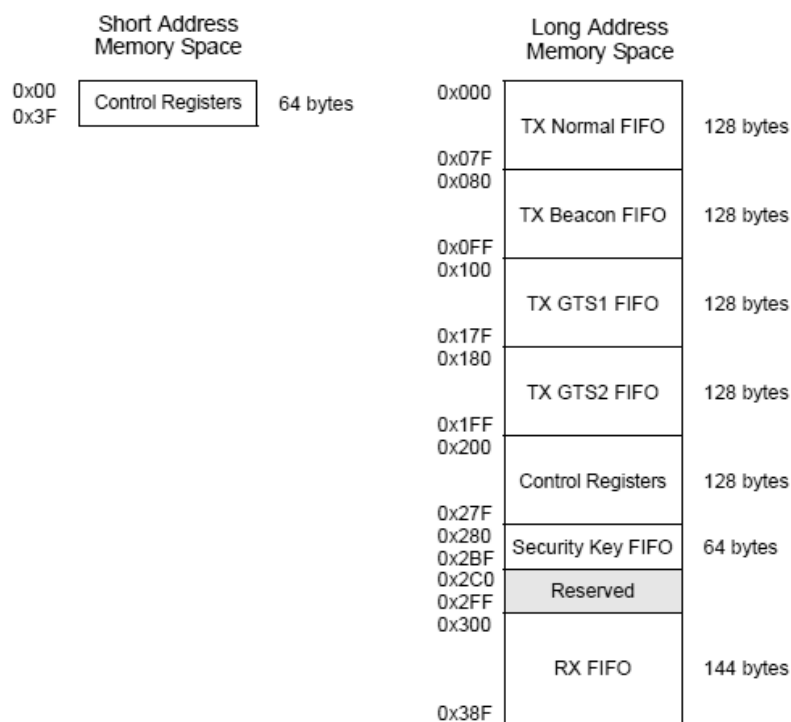 Short Address
Memory Space
0x00
0x3F
Control Registers
64 bytes
Long Address
Memory Space
0x000
TX Normal FIFO
128 bytes
0x07F
0x080
TX Beacon FIFO
128 bytes
0x0FF
0x100
TX GTS1 FIFO
128 bytes
0x17F
0x180
TX GTS2 FIFO
128 bytes
0x1FF
0x200
Control Registers
128 bytes
0x27F
0x280
Security Key FIFO
64 bytes
0x2BF
0x2C0
Reserved
0x2FF
0x300
RX FIFO
144 bytes
0x38F